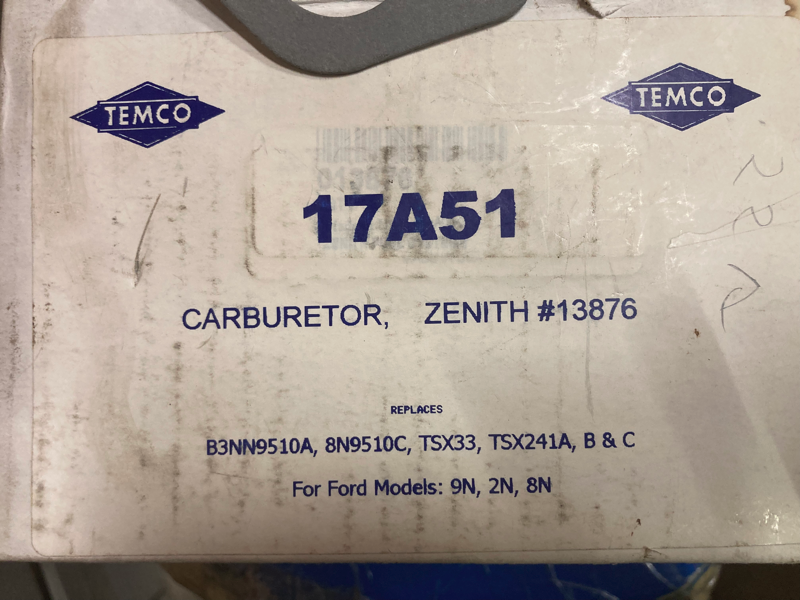 TEMCO TEMCO
17A51
CARBURETOR, ZENITH #13876
REPLACES
B3NN9510A, 8N9510C, TSX33, TSX241A, B & C
For Ford Models: 9N, 2N, 8N